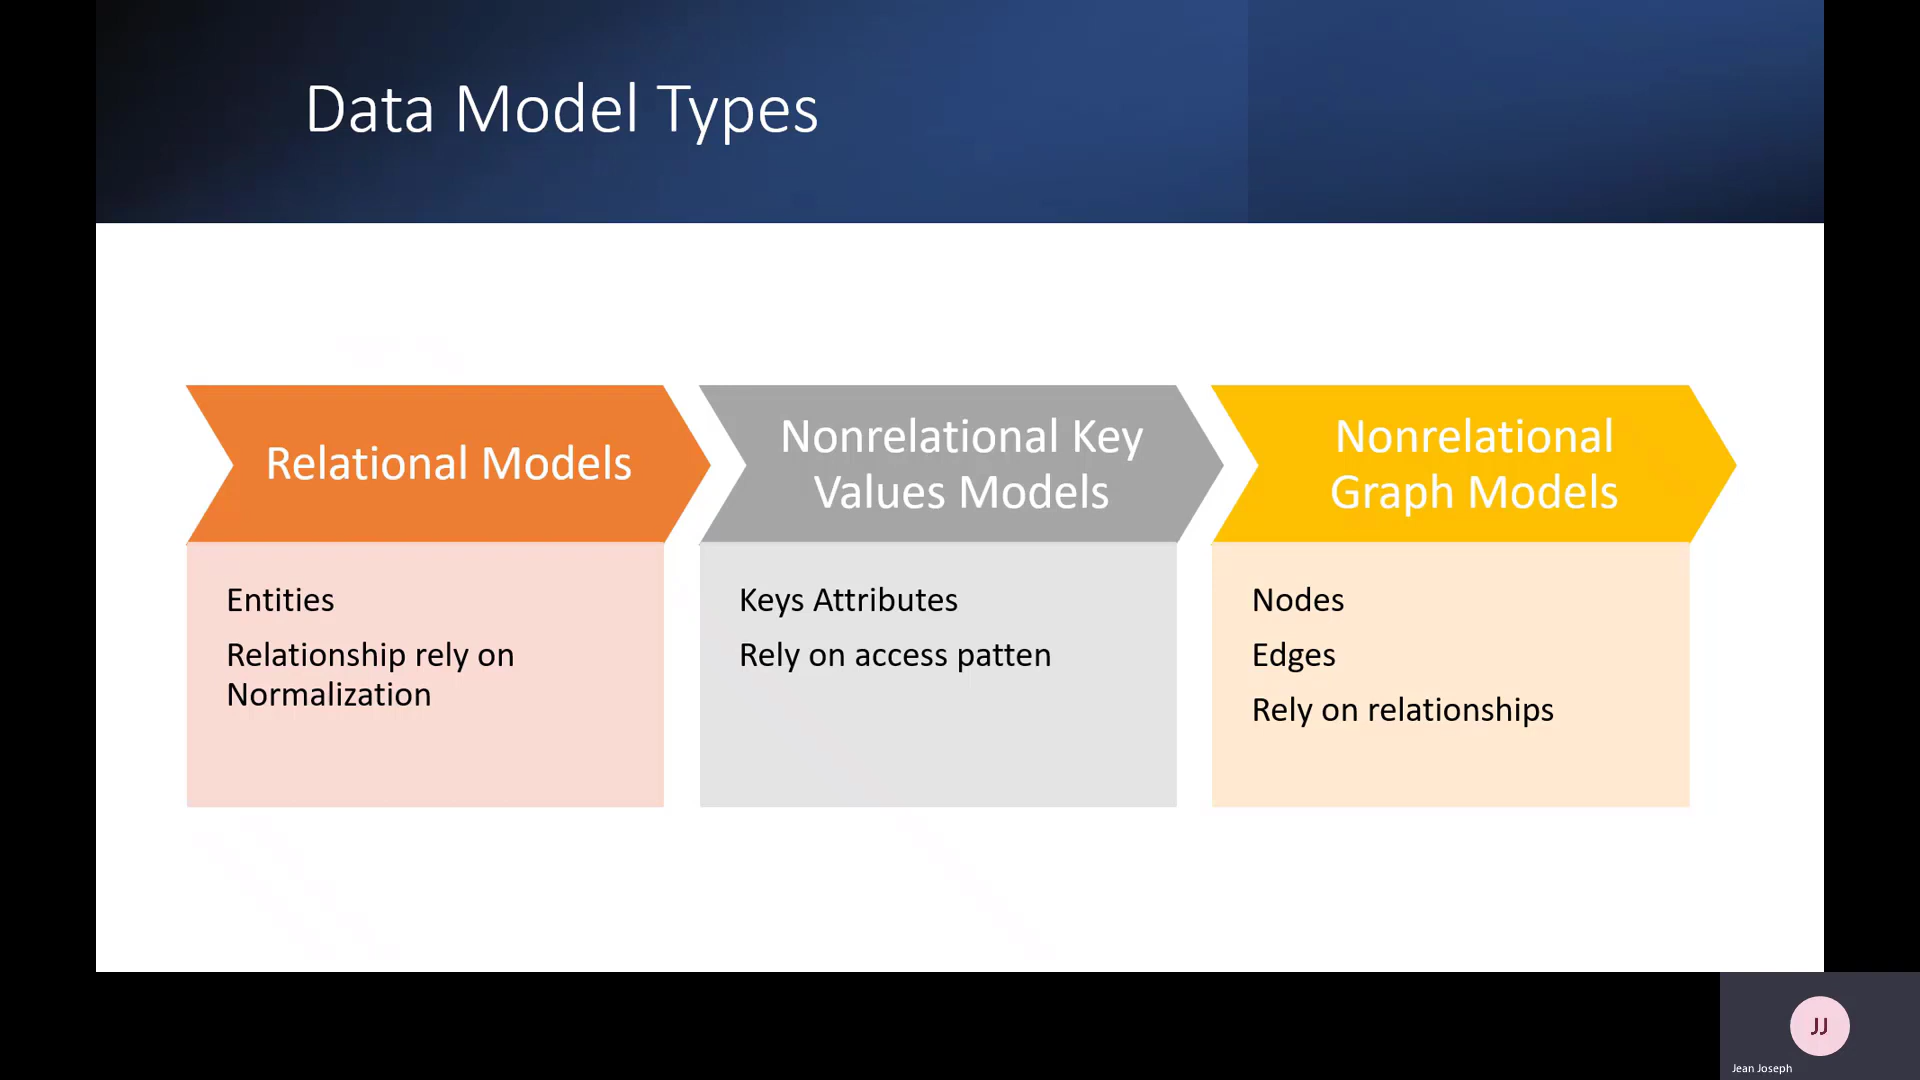 Data Model Types
Relational Models
Entities
Relationship rely on
Normalization
Nonrelational Key
Values Models
Keys Attributes
Rely on access patten
Nonrelational
Graph Models
Nodes
Edges
Rely on relationships
JJ
Jean Joseph